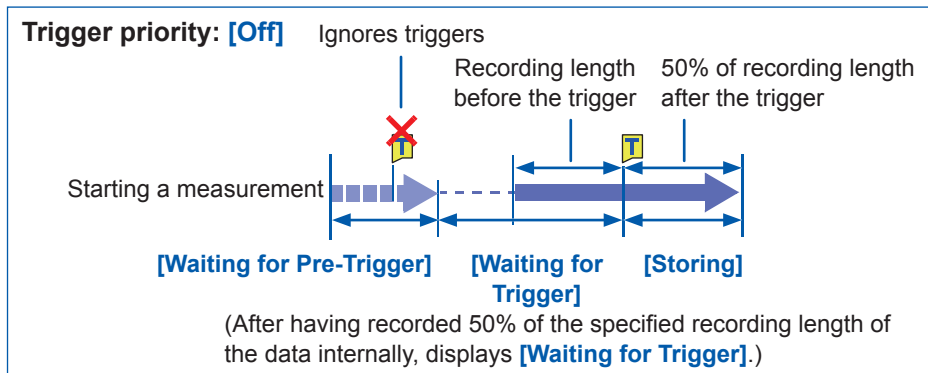 Trigger priority: [Off]
Ignores triggers
Recording length
before the trigger
50% of recording length
after the trigger
T
T
Starting a measurement
[Waiting for Pre-Trigger]
[Waiting for
Trigger]
[Storing]
(After having recorded 50% of the specified recording length of
the data internally, displays [Waiting for Trigger].)